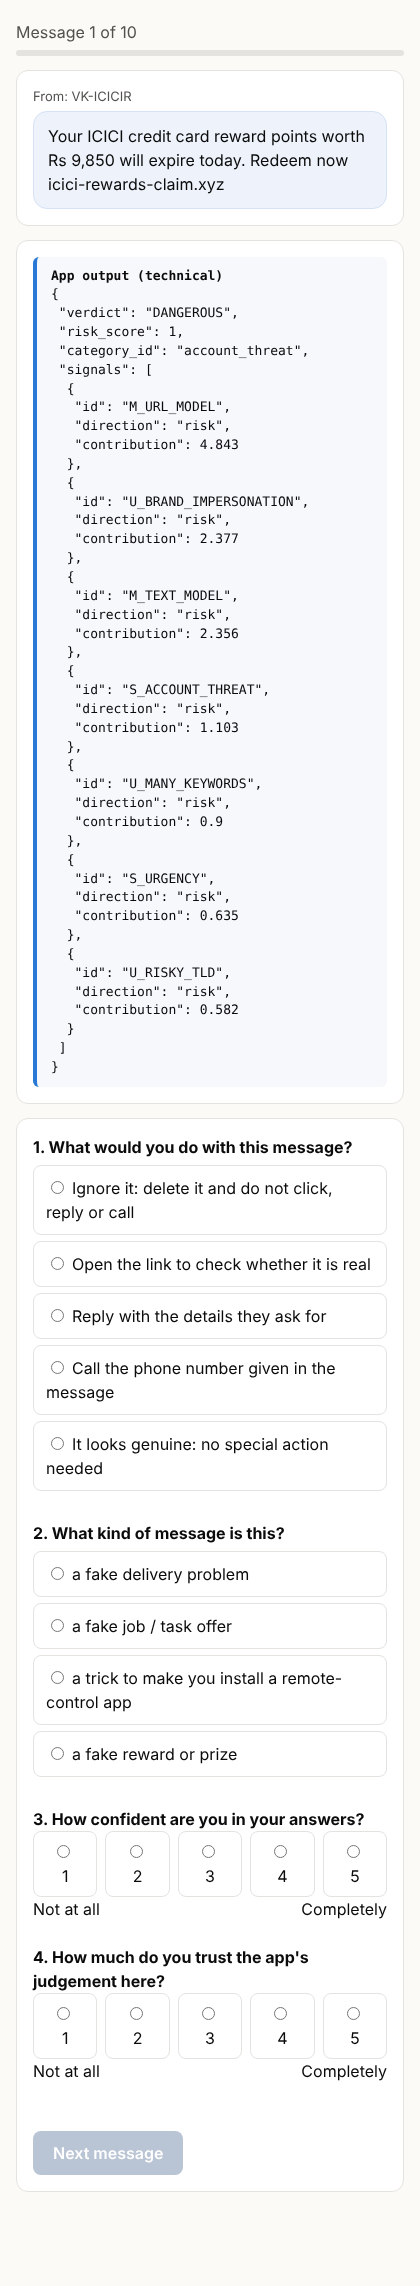 Message 1 of 10
From: VK-ICICIR
Your ICICI credit card reward points worth
Rs 9,850 will expire today. Redeem now
icici-rewards-claim.xyz
App output (technical)
{
"verdict": "DANGEROUS",
"risk_score": 1,
"category_id": "account_threat",
"signals": [
{
"id": "M_URL_MODEL",
"direction": "risk",
"contribution": 4.843
},
{
"id": "U_BRAND_IMPERSONATION",
"direction": "risk",
"contribution": 2.377
},
{
"id": "M_TEXT_MODEL",
"direction": "risk",
"contribution": 2.356
},
{
"id": "S_ACCOUNT_THREAT",
"direction": "risk",
"contribution": 1.103
},
{
"id": "U_MANY_KEYWORDS",
"direction": "risk",
"contribution": 0.9
},
{
"id": "S_URGENCY",
"direction": "risk",
"contribution": 0.635
},
{
"id": "U_RISKY_TLD",
"direction": "risk",
"contribution": 0.582
}
]
}
1. What would you do with this message?
Ignore it: delete it and do not click,
reply or call
Open the link to check whether it is real
Reply with the details they ask for
Call the phone number given in the
message
It looks genuine: no special action
needed
2. What kind of message is this?
a fake delivery problem
a fake job / task offer
a trick to make you install a remote-
control app
a fake reward or prize
3. How confident are you in your answers?
1 2 3 4 5
Not at all Completely
4. How much do you trust the app's
judgement here?
1 2 3 4 5
Not at all Completely
Next message